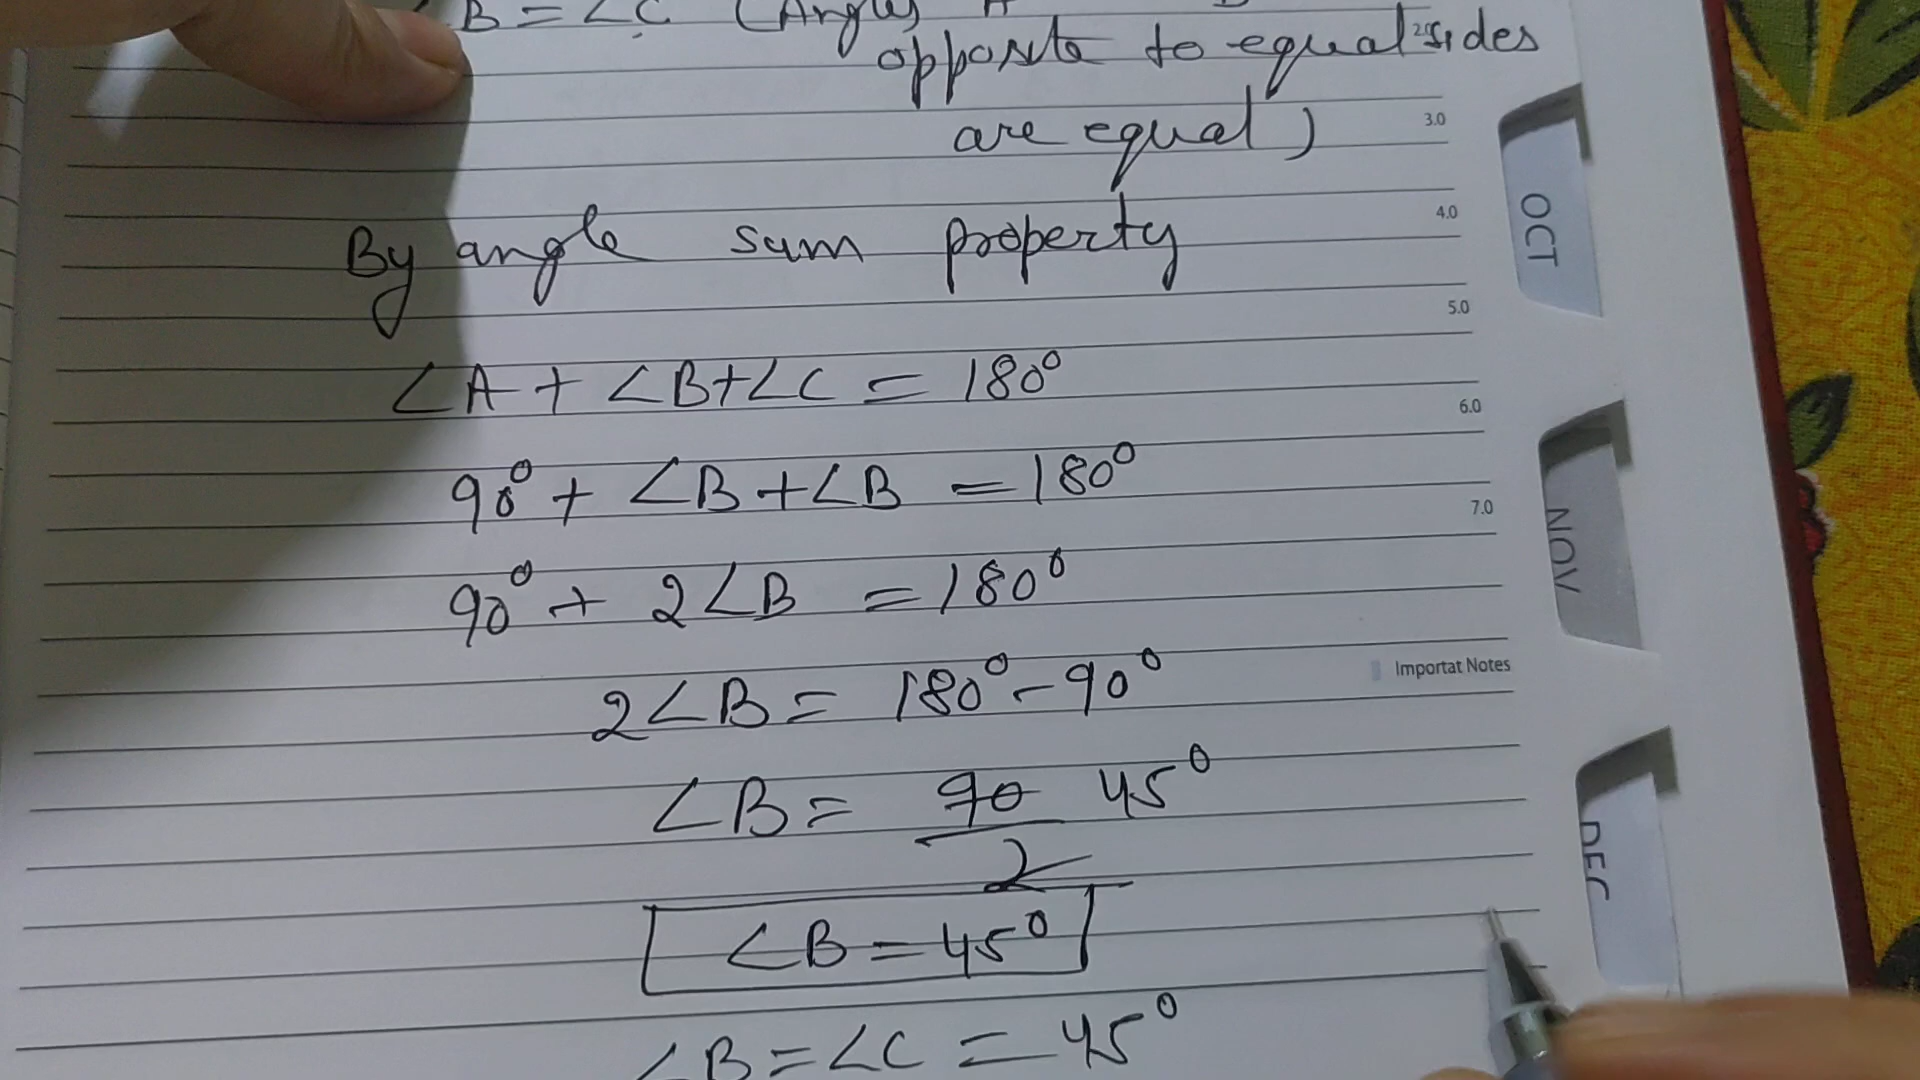 B = ∠C (Angles
opposite to equal sides
are equal)
3.0
By angle sum property
4.0
5.0
∠A + ∠B + ∠C = 180°
6.0
90° + ∠B + ∠B = 180°
7.0
90° + 2∠B = 180°
Importat Notes
2∠B = 180° - 90°
∠B = 90/2 45°
∠B = 45°
∠B = ∠C = 45°
OCT
NOV
DEC